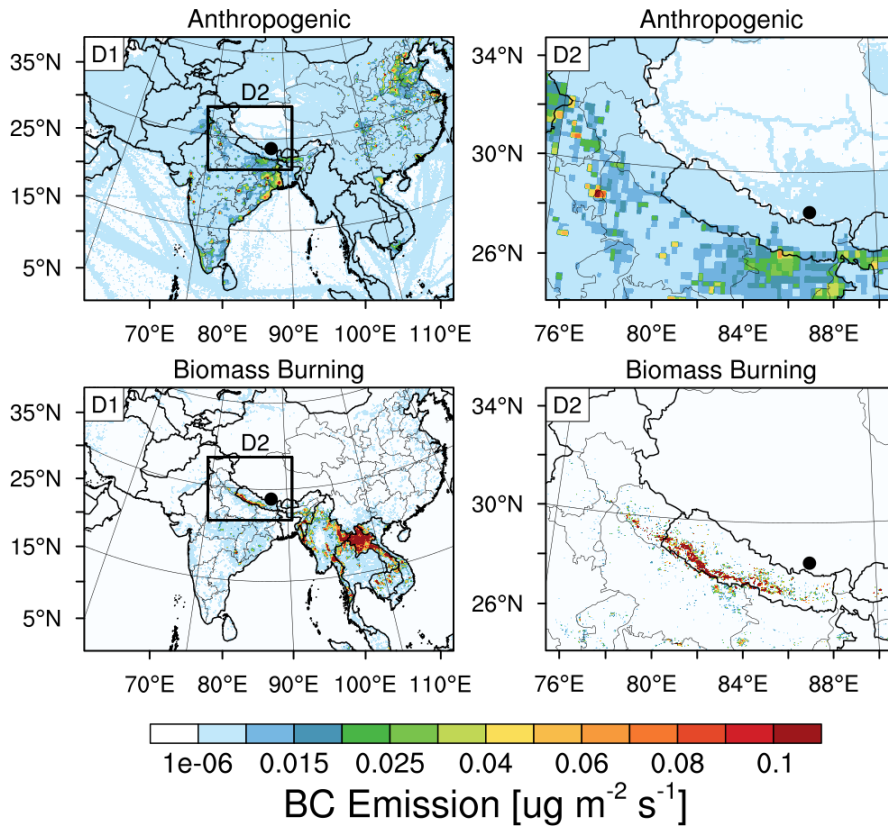 Anthropogenic
Anthropogenic
D1
D2
35°N
25°N
15°N
5°N
70°E 80°E 90°E 100°E 110°E
D2
34°N
30°N
26°N
76°E 80°E 84°E 88°E
Biomass Burning
Biomass Burning
D1
D2
35°N
25°N
15°N
5°N
70°E 80°E 90°E 100°E 110°E
D2
34°N
30°N
26°N
76°E 80°E 84°E 88°E
1e-06 0.015 0.025 0.04 0.06 0.08 0.1
BC Emission [ug m⁻² s⁻¹]